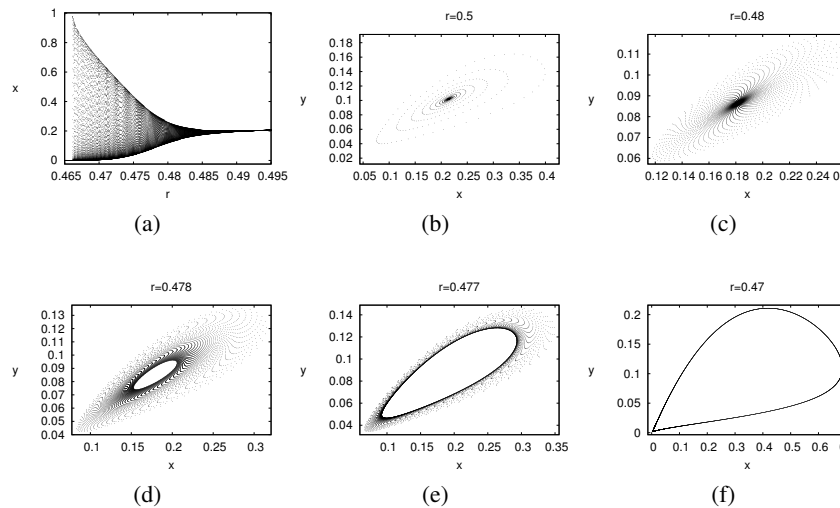 1
0.8
0.6
x
0.4
0.2
0
0.465 0.47 0.475 0.48 0.485 0.49 0.495
r
(a)
r=0.5
0.18
0.16
0.14
0.12
y
0.1
0.08
0.06
0.04
0.02
0.05 0.1 0.15 0.2 0.25 0.3 0.35 0.4
x
(b)
r=0.48
0.11
0.1
y
0.09
0.08
0.07
0.06
0.12 0.14 0.16 0.18 0.2 0.22 0.24
x
(c)
r=0.478
0.13
0.12
0.11
0.1
y
0.09
0.08
0.07
0.06
0.05
0.04
0.1 0.15 0.2 0.25 0.3
x
(d)
r=0.477
0.14
0.12
y
0.1
0.08
0.06
0.04
0.1 0.15 0.2 0.25 0.3 0.35
x
(e)
r=0.47
0.2
0.15
y
0.1
0.05
0
0 0.1 0.2 0.3 0.4 0.5 0.6
x
(f)